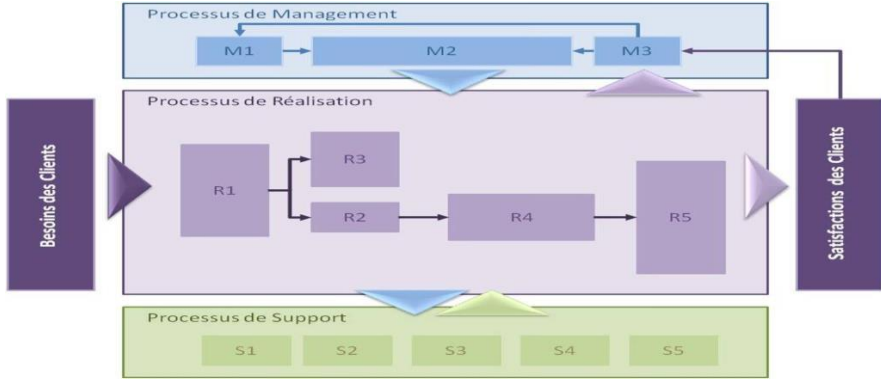 Processus de Management
M1
M2
M3
Besoins des Clients
Processus de Réalisation
R1
R3
R2
R4
R5
Satisfactions des Clients
Processus de Support
S1
S2
S3
S4
S5